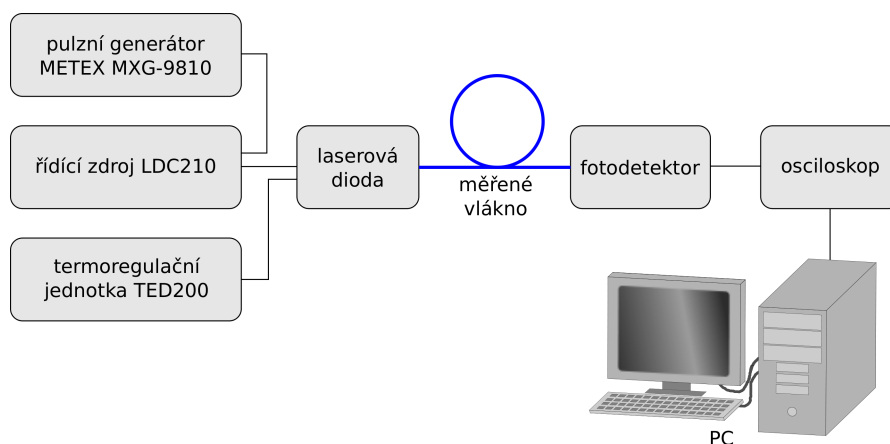 pulzní generátor
METEX MXG-9810
řídící zdroj LDC210
termoregulační
jednotka TED200
laserová
dioda
měřené
vlákno
fotodetektor
osciloskop
PC